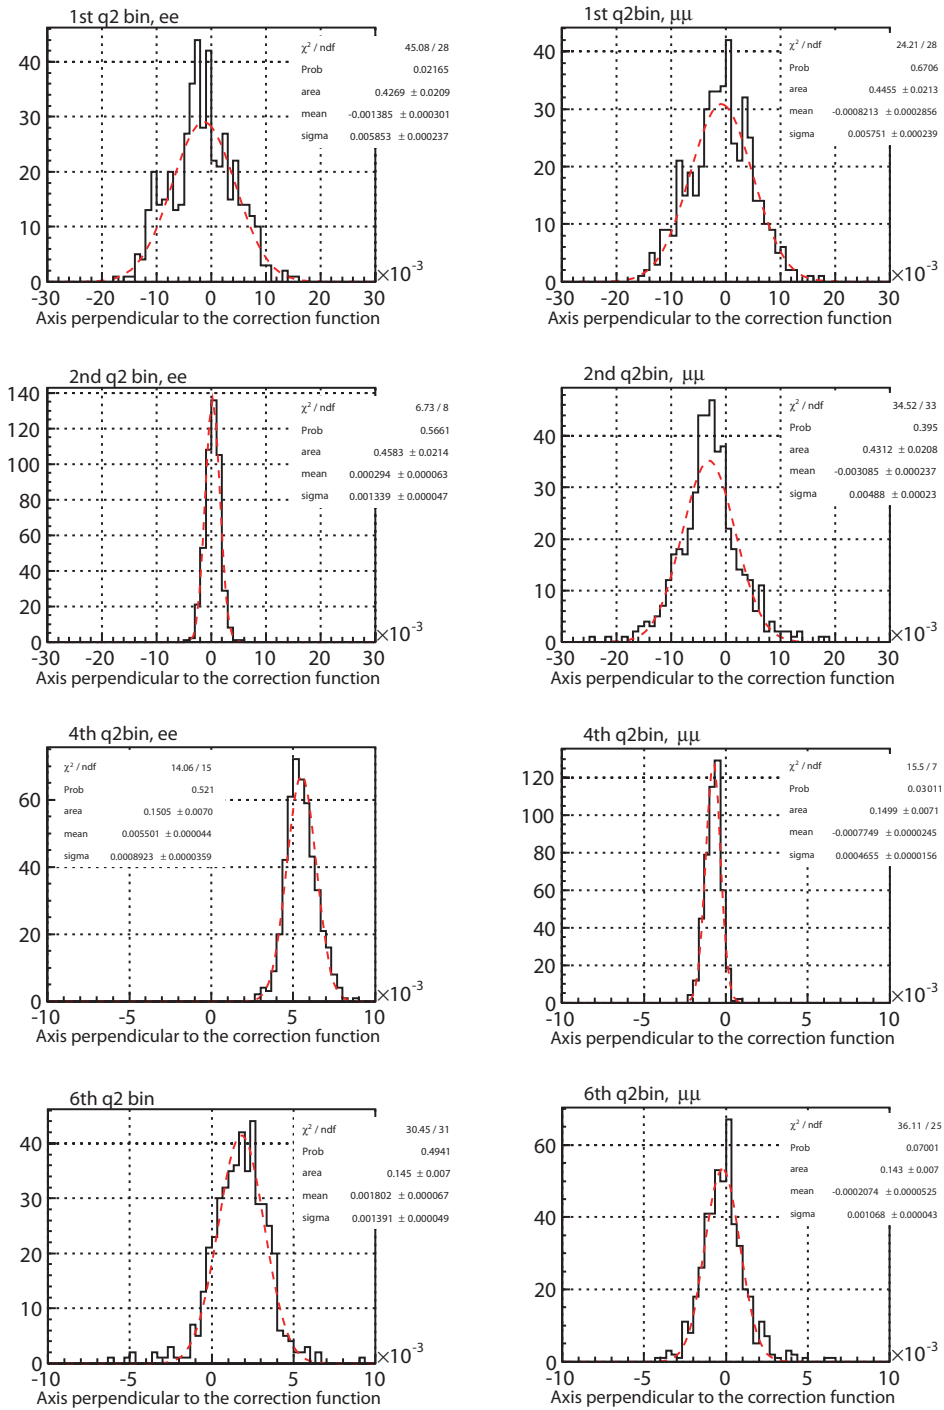 1st q2 bin, ee
χ² / ndf 45.08 / 28
Prob 0.02165
area 0.4269 ± 0.0209
mean -0.001385 ± 0.000301
sigma 0.005853 ± 0.000237
40
30
20
10
0
-30 -20 -10 0 10 20 30
×10⁻³
Axis perpendicular to the correction function
1st q2bin, μμ
χ² / ndf 24.21 / 28
Prob 0.6706
area 0.4455 ± 0.0213
mean -0.0008213 ± 0.0002856
sigma 0.005751 ± 0.000239
40
30
20
10
0
-30 -20 -10 0 10 20 30
×10⁻³
Axis perpendicular to the correction function
2nd q2 bin, ee
χ² / ndf 6.73 / 8
Prob 0.5661
area 0.4583 ± 0.0214
mean 0.000294 ± 0.000063
sigma 0.001339 ± 0.000047
140
120
100
80
60
40
20
0
-30 -20 -10 0 10 20 30
×10⁻³
Axis perpendicular to the correction function
2nd q2bin, μμ
χ² / ndf 34.52 / 33
Prob 0.395
area 0.4312 ± 0.0208
mean -0.003085 ± 0.000237
sigma 0.00488 ± 0.00023
40
30
20
10
0
-30 -20 -10 0 10 20 30
×10⁻³
Axis perpendicular to the correction function
4th q2bin, ee
χ² / ndf 14.06 / 15
Prob 0.521
area 0.1505 ± 0.0070
mean 0.005501 ± 0.000044
sigma 0.0008923 ± 0.0000359
60
40
20
0
-10 -5 0 5 10
×10⁻³
Axis perpendicular to the correction function
4th q2bin, μμ
χ² / ndf 15.5 / 7
Prob 0.03011
area 0.1499 ± 0.0071
mean -0.0007749 ± 0.0000245
sigma 0.0004655 ± 0.0000156
120
100
80
60
40
20
0
-10 -5 0 5 10
×10⁻³
Axis perpendicular to the correction function
6th q2 bin
χ² / ndf 30.45 / 31
Prob 0.4941
area 0.145 ± 0.007
mean 0.001802 ± 0.000067
sigma 0.001391 ± 0.000049
40
30
20
10
0
-10 -5 0 5 10
×10⁻³
Axis perpendicular to the correction function
6th q2bin, μμ
χ² / ndf 36.11 / 25
Prob 0.07001
area 0.143 ± 0.007
mean -0.0002074 ± 0.0000525
sigma 0.001068 ± 0.000043
60
40
20
0
-10 -5 0 5 10
×10⁻³
Axis perpendicular to the correction function